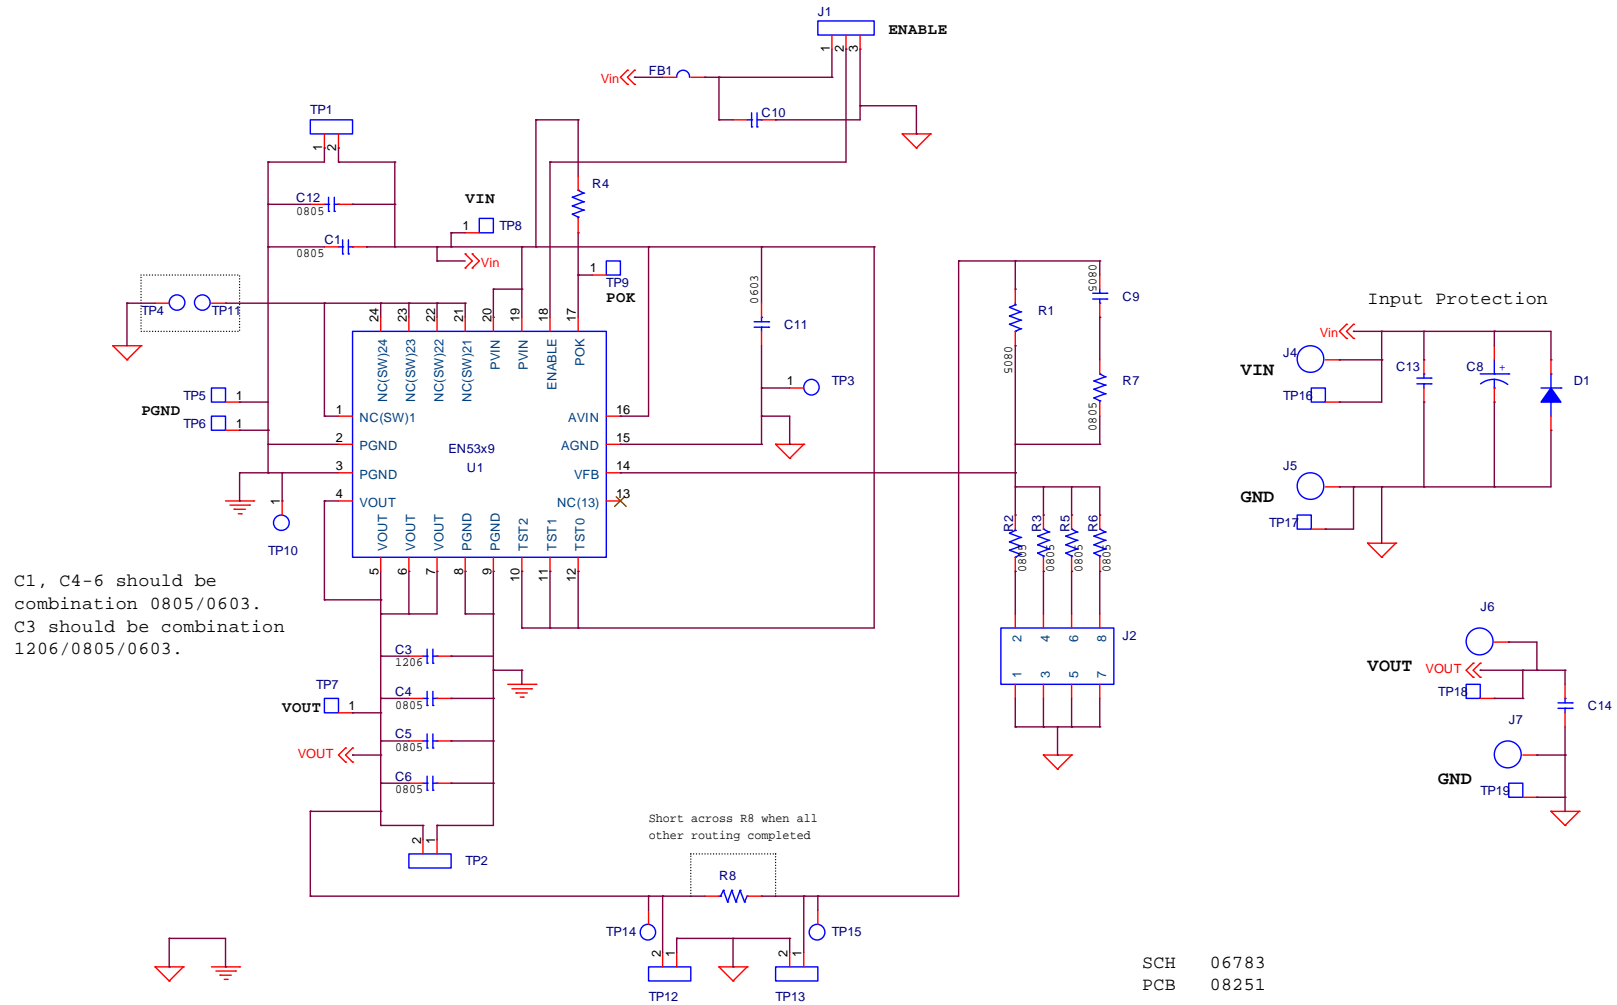 J1
ENABLE
1
2
3
Vin
FB1
C10
TP1
1
2
C12
0805
C1
0805
VIN
1
TP8
Vin
R4
1
TP9
POK
TP4
TP11
24
23
22
21
20
19
18
17
NC(SW)24
NC(SW)23
NC(SW)22
NC(SW)21
PVIN
PVIN
ENABLE
POK
0603
C11
1
TP3
TP5
1
PGND
TP6
1
1
NC(SW)1
2
PGND
3
PGND
4
VOUT
EN53x9
U1
AVIN
16
AGND
15
VFB
14
NC(13)
13
VOUT
VOUT
VOUT
PGND
PGND
TST2
TST1
TST0
5
6
7
8
9
10
11
12
1
TP10
C1, C4-6 should be
combination 0805/0603.
C3 should be combination
1206/0805/0603.
C3
1206
C4
0805
C5
0805
C6
0805
TP7
VOUT
1
VOUT
2
1
TP2
Short across R8 when all
other routing completed
R8
TP14
TP15
2
1
TP12
2
1
TP13
R1
0805
0805
C9
R7
0805
R2
0805
R3
0805
R5
0805
R6
0805
2
4
6
8
J2
1
3
5
7
Input Protection
Vin
J4
VIN
TP16
C13
C8
+
D1
J5
GND
TP17
J6
VOUT
VOUT
TP18
C14
J7
GND
TP19
SCH 06783
PCB 08251